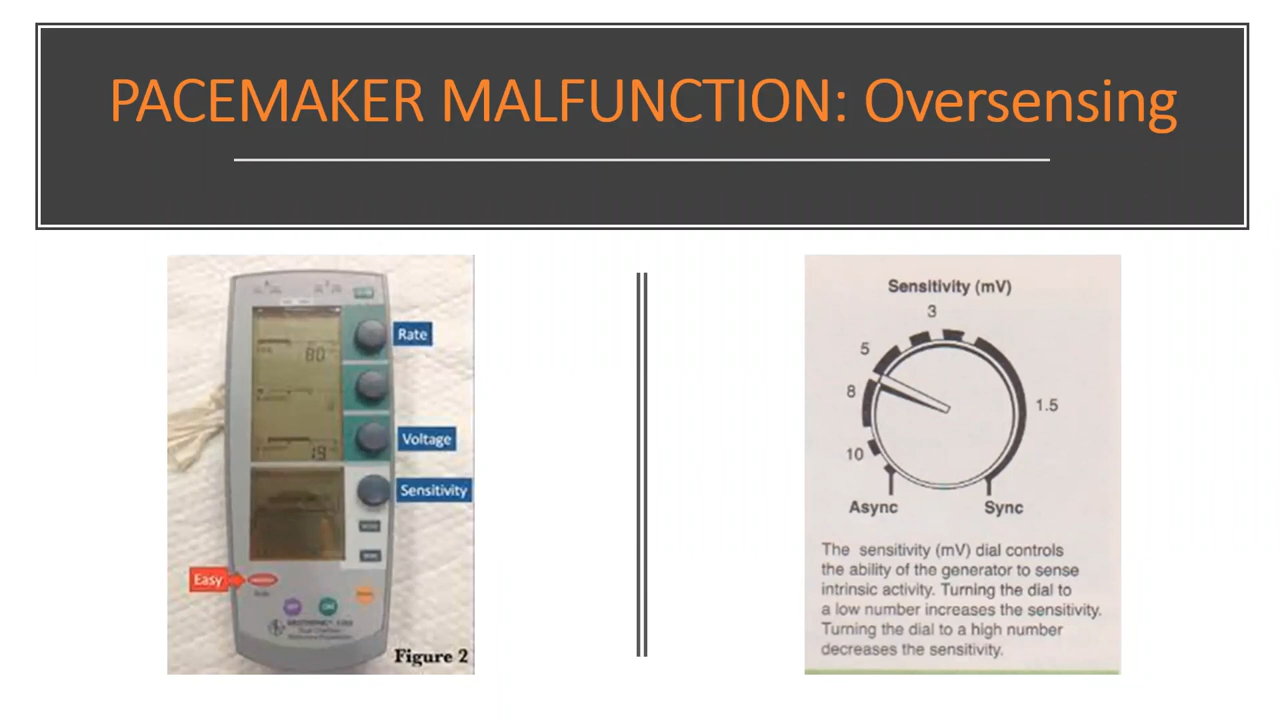 PACEMAKER MALFUNCTION: Oversensing
Rate
80
Voltage
19
Sensitivity
Easy
Figure 2
Sensitivity (mV)
3
5
8
1.5
10
Async
Sync
The sensitivity (mV) dial controls
the ability of the generator to sense
intrinsic activity. Turning the dial to
a low number increases the sensitivity.
Turning the dial to a high number
decreases the sensitivity.